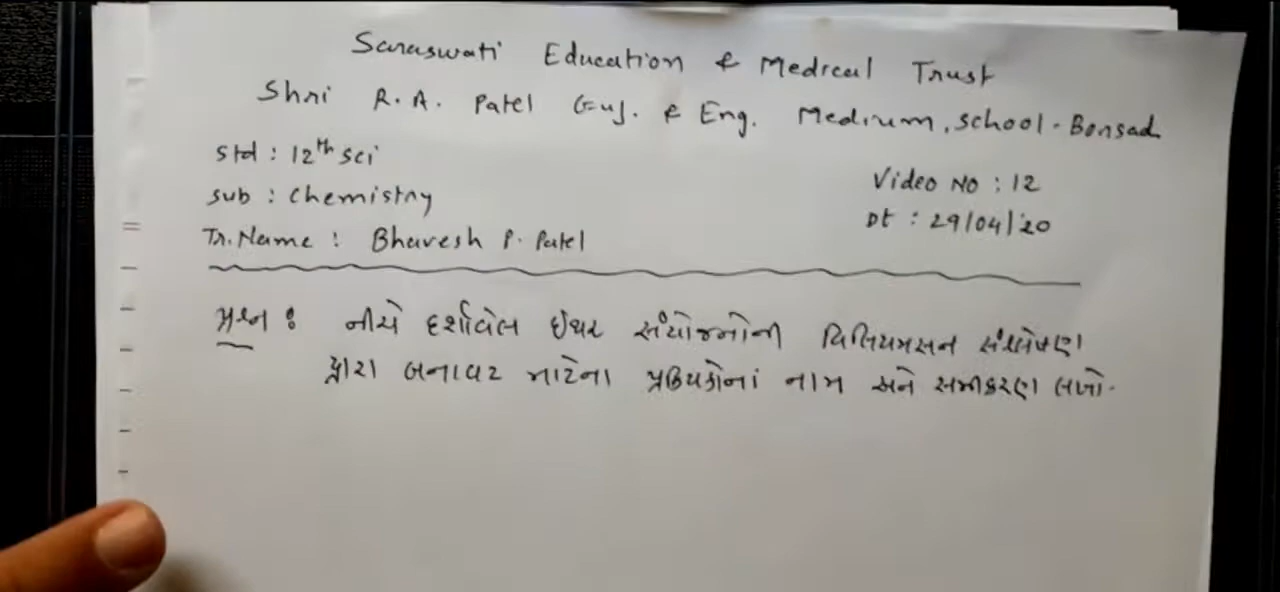 Saraswati Education & Medical Trust
Shri R.A. Patel Guj. & Eng. Medium, School - Bonsad
Std : 12th Sci
Video No : 12
Sub : Chemistry
Dt : 29/04/20
Tr. Name : Bhavesh P. Patel
પ્રશ્ન : નીચે દર્શાવેલ ઈથર સંયોજનોની વિલિયમસન સંશ્લેષણ
દ્વારા બનાવટ માટેના પ્રક્રિયકોનાં નામ અને સમીકરણ લખો.